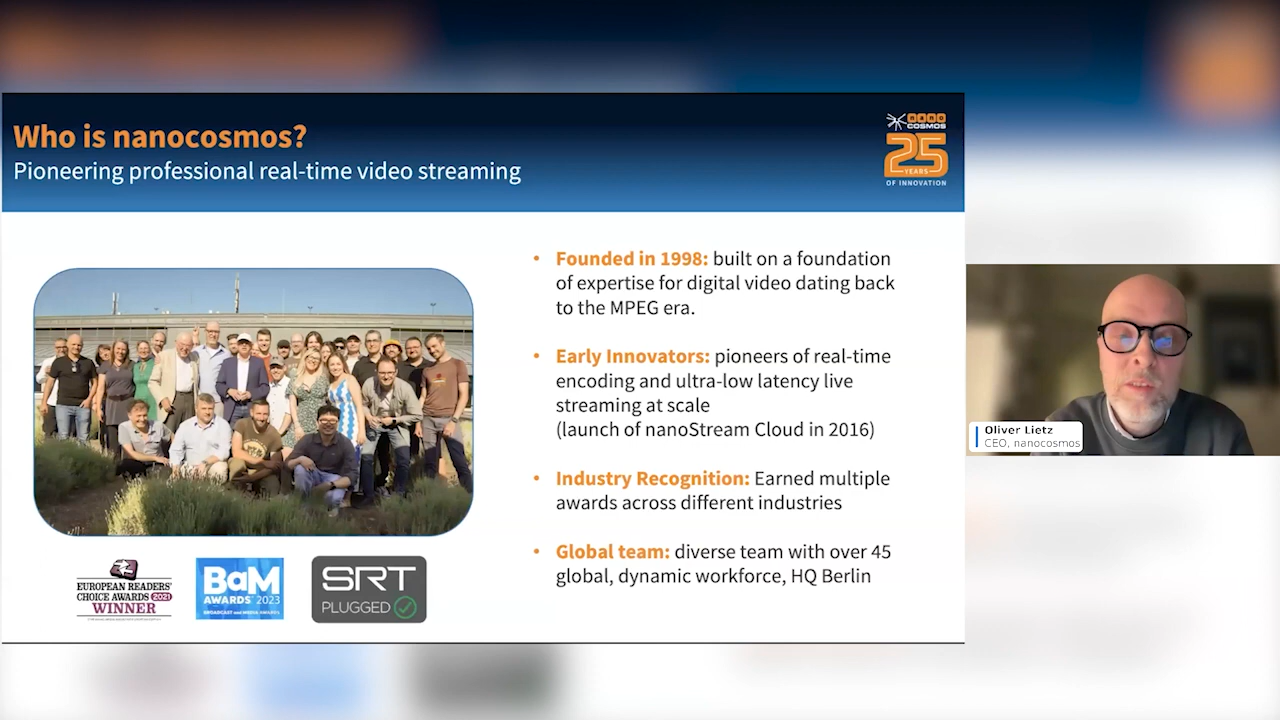 Who is nanocosmos?
Pioneering professional real-time video streaming
NANO
COSMOS
25
YEARS
OF INNOVATION
• Founded in 1998: built on a foundation
of expertise for digital video dating back
to the MPEG era.
• Early Innovators: pioneers of real-time
encoding and ultra-low latency live
streaming at scale
(launch of nanoStream Cloud in 2016)
• Industry Recognition: Earned multiple
awards across different industries
• Global team: diverse team with over 45
global, dynamic workforce, HQ Berlin
EUROPEAN READERS'
CHOICE AWARDS 2021
WINNER
BaM
AWARDS™ 2023
BROADCAST and MEDIA AWARDS
SRT
PLUGGED
Oliver Lietz
CEO, nanocosmos